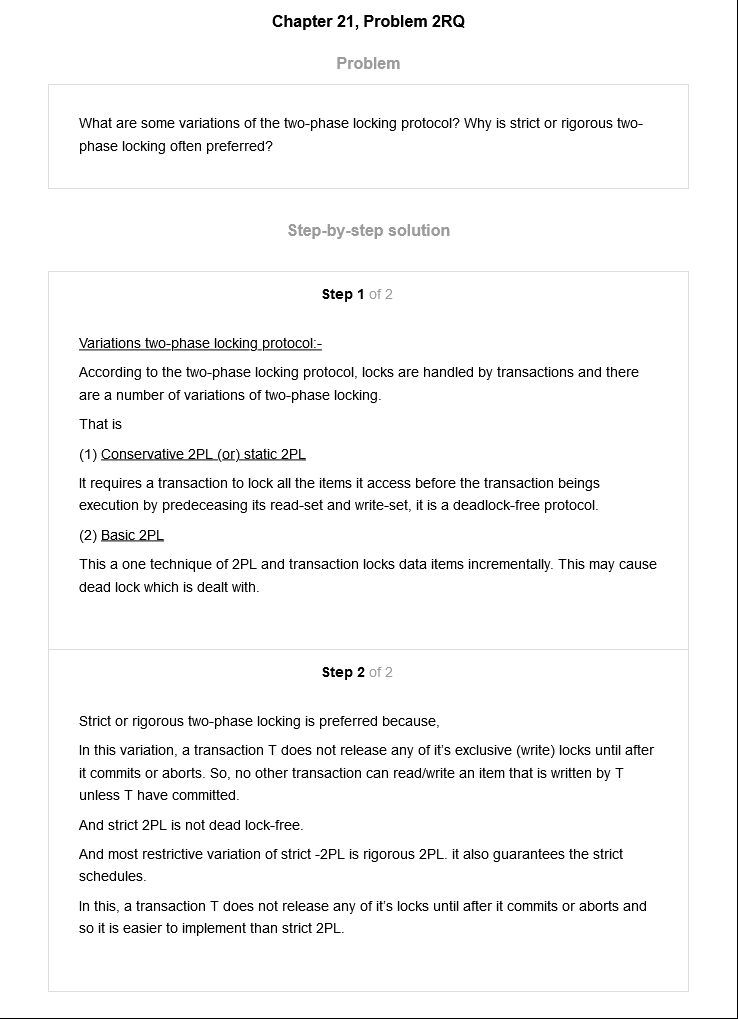 Chapter 21, Problem 2RQ
Problem
What are some variations of the two-phase locking protocol? Why is strict or rigorous two-
phase locking often preferred?
Step-by-step solution
Step 1 of 2
Variations two-phase locking protocol:-
According to the two-phase locking protocol, locks are handled by transactions and there
are a number of variations of two-phase locking.
That is
(1) Conservative 2PL (or) static 2PL
It requires a transaction to lock all the items it access before the transaction beings
execution by predeceasing its read-set and write-set, it is a deadlock-free protocol.
(2) Basic 2PL
This a one technique of 2PL and transaction locks data items incrementally. This may cause
dead lock which is dealt with.
Step 2 of 2
Strict or rigorous two-phase locking is preferred because,
In this variation, a transaction T does not release any of it's exclusive (write) locks until after
it commits or aborts. So, no other transaction can read/write an item that is written by T
unless T have committed.
And strict 2PL is not dead lock-free.
And most restrictive variation of strict -2PL is rigorous 2PL. it also guarantees the strict
schedules.
In this, a transaction T does not release any of it's locks until after it commits or aborts and
so it is easier to implement than strict 2PL.